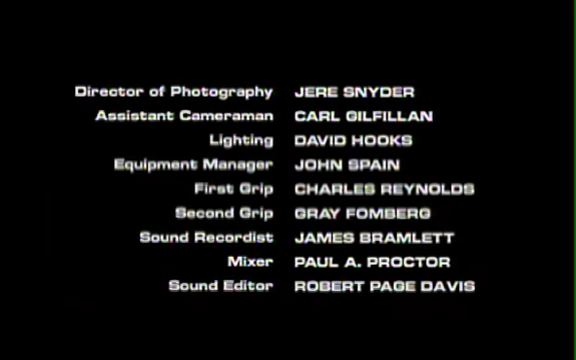 Director of Photography JERE SNYDER
Assistant Cameraman CARL GILFILLAN
Lighting DAVID HOOKS
Equipment Manager JOHN SPAIN
First Grip CHARLES REYNOLDS
Second Grip GRAY FOMBERG
Sound Recordist JAMES BRAMLETT
Mixer PAUL A. PROCTOR
Sound Editor ROBERT PAGE DAVIS